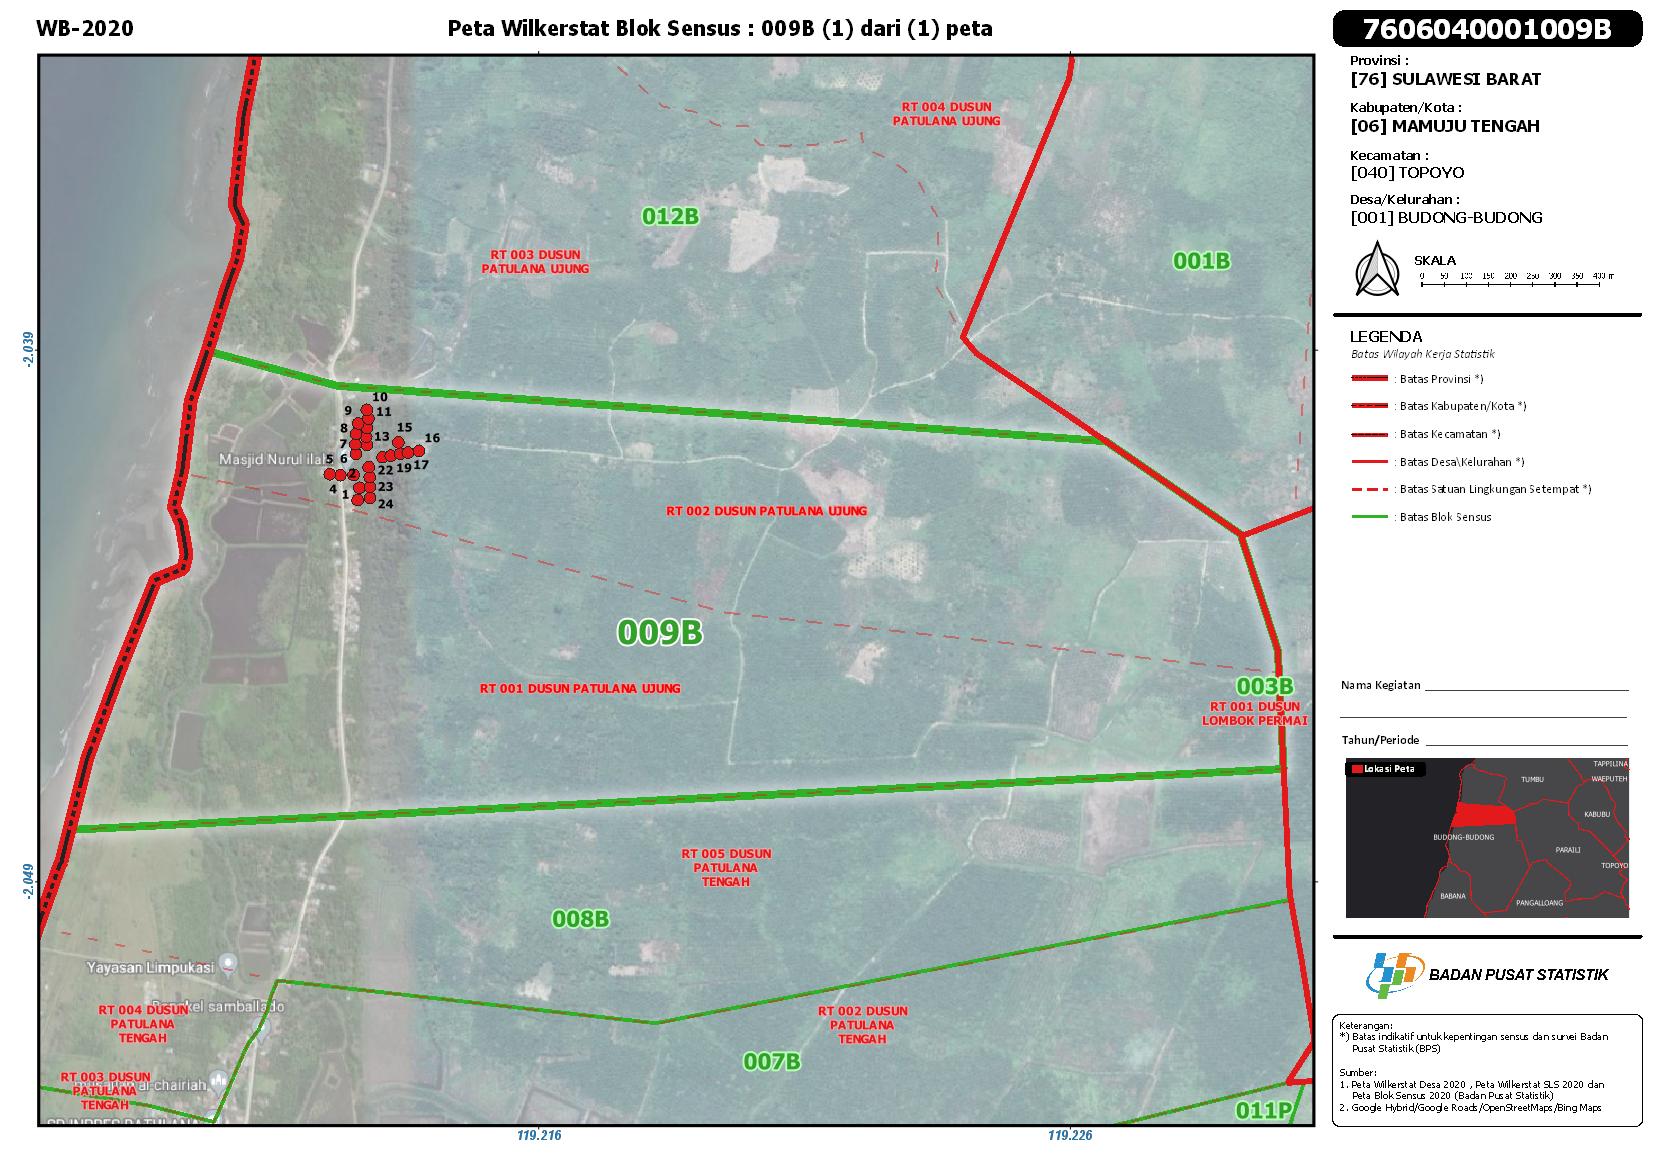 WB-2020
Peta Wilkerstat Blok Sensus : 009B (1) dari (1) peta
7606040001009B
Provinsi :
[76] SULAWESI BARAT
Kabupaten/Kota :
[06] MAMUJU TENGAH
Kecamatan :
[040] TOPOYO
Desa/Kelurahan :
[001] BUDONG-BUDONG
SKALA
0 50 100 150 200 250 300 350 400 m
LEGENDA
Batas Wilayah Kerja Statistik
: Batas Provinsi *)
: Batas Kabupaten/Kota *)
: Batas Kecamatan *)
: Batas Desa\Kelurahan *)
: Batas Satuan Lingkungan Setempat *)
: Batas Blok Sensus
Nama Kegiatan
Tahun/Periode
Lokasi Peta
TAPPILINA
TUMBU
WAEPUTEH
KABUBU
BUDONG-BUDONG
PARAILI
TOPOYO
BABANA
PANGALLOANG
BADAN PUSAT STATISTIK
Keterangan:
*) Batas indikatif untuk kepentingan sensus dan survei Badan
Pusat Statistik (BPS)
Sumber:
1. Peta Wilkerstat Desa 2020 , Peta Wilkerstat SLS 2020 dan
Peta Blok Sensus 2020 (Badan Pusat Statistik)
2. Google Hybrid/Google Roads/OpenStreetMaps/Bing Maps
RT 004 DUSUN
PATULANA UJUNG
012B
RT 003 DUSUN
PATULANA UJUNG
001B
-2.039
10
9
11
8
13
15
7
16
Masjid Nurul
5
6
2
22
19
17
4
1
23
24
RT 002 DUSUN PATULANA UJUNG
009B
RT 001 DUSUN PATULANA UJUNG
003B
RT 001 DUSUN
LOMBOK PERMAI
-2.049
RT 005 DUSUN
PATULANA
TENGAH
008B
Yayasan Limpukasi
samballado
RT 004 DUSUN
PATULANA
TENGAH
RT 002 DUSUN
PATULANA
TENGAH
007B
RT 003 DUSUN
PATULANA
TENGAH
011P
119.216
119.226